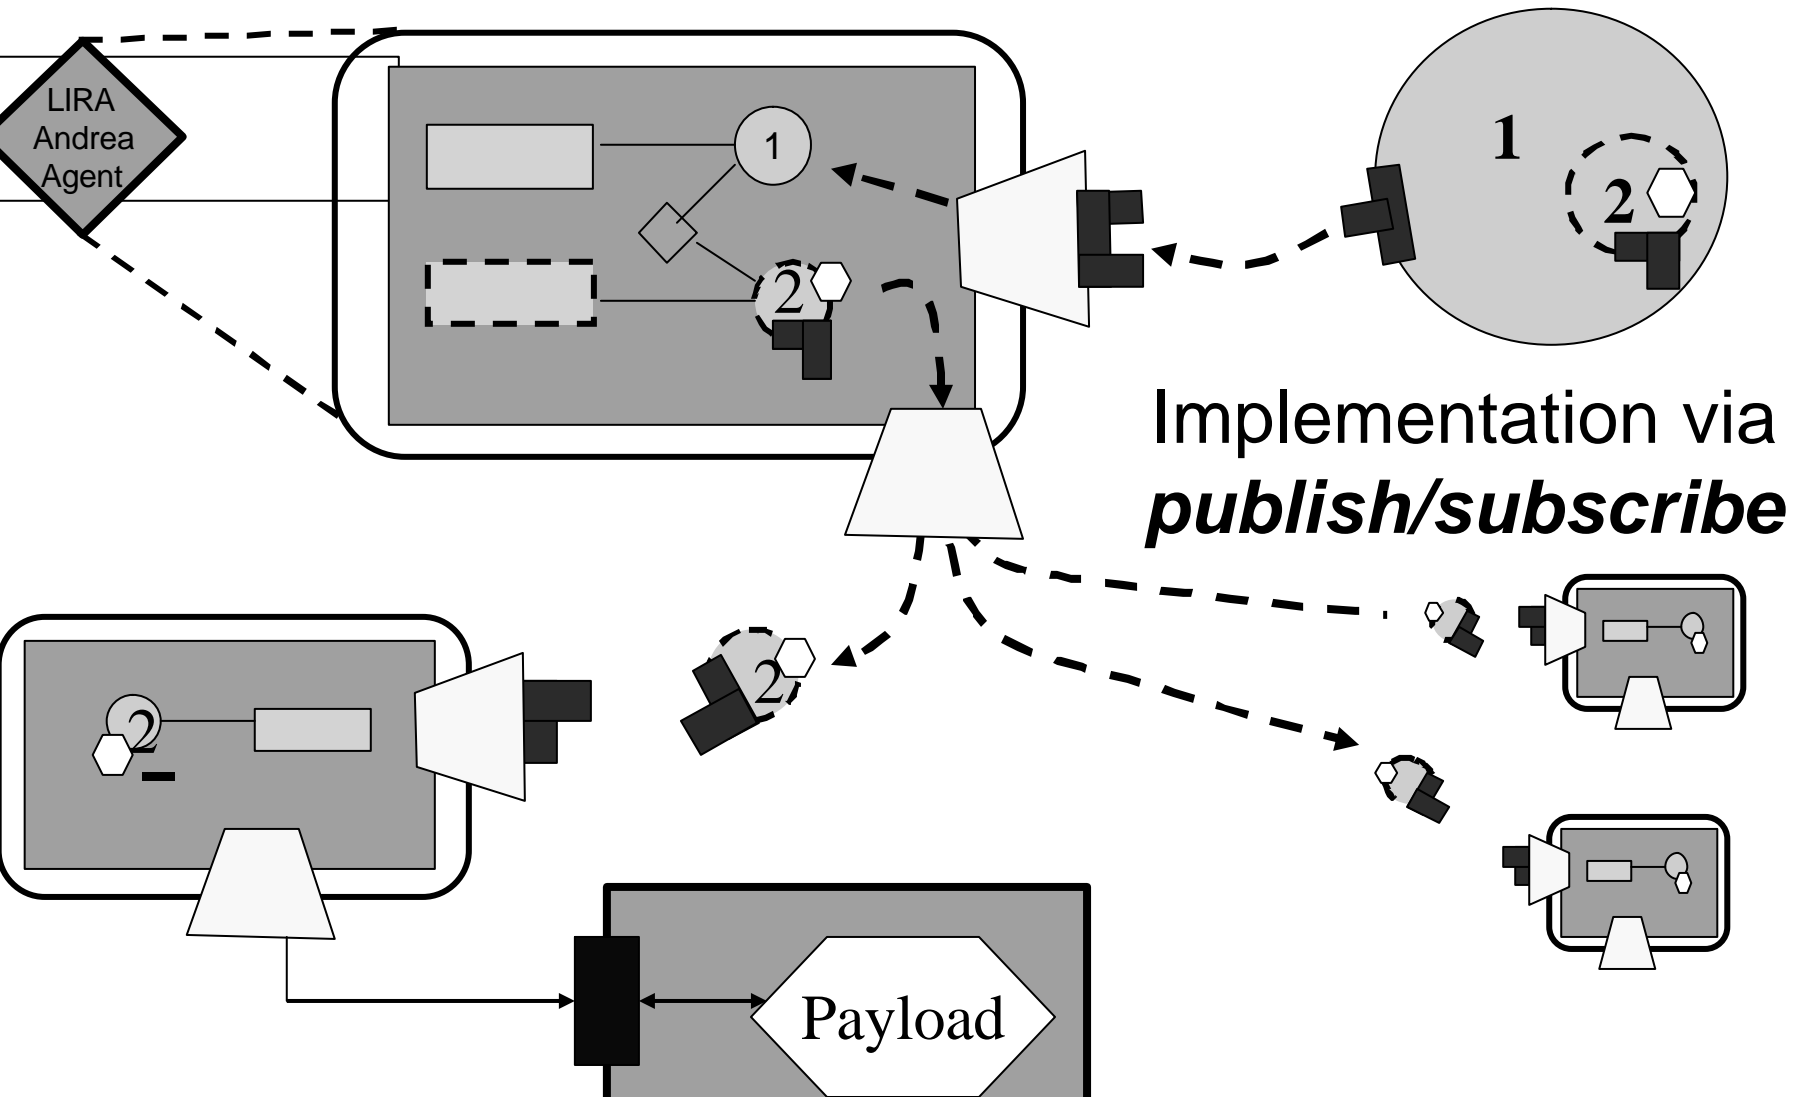 LIRA
Andrea
Agent
1
1
2
2
Implementation via
publish/subscribe
2
2
Payload